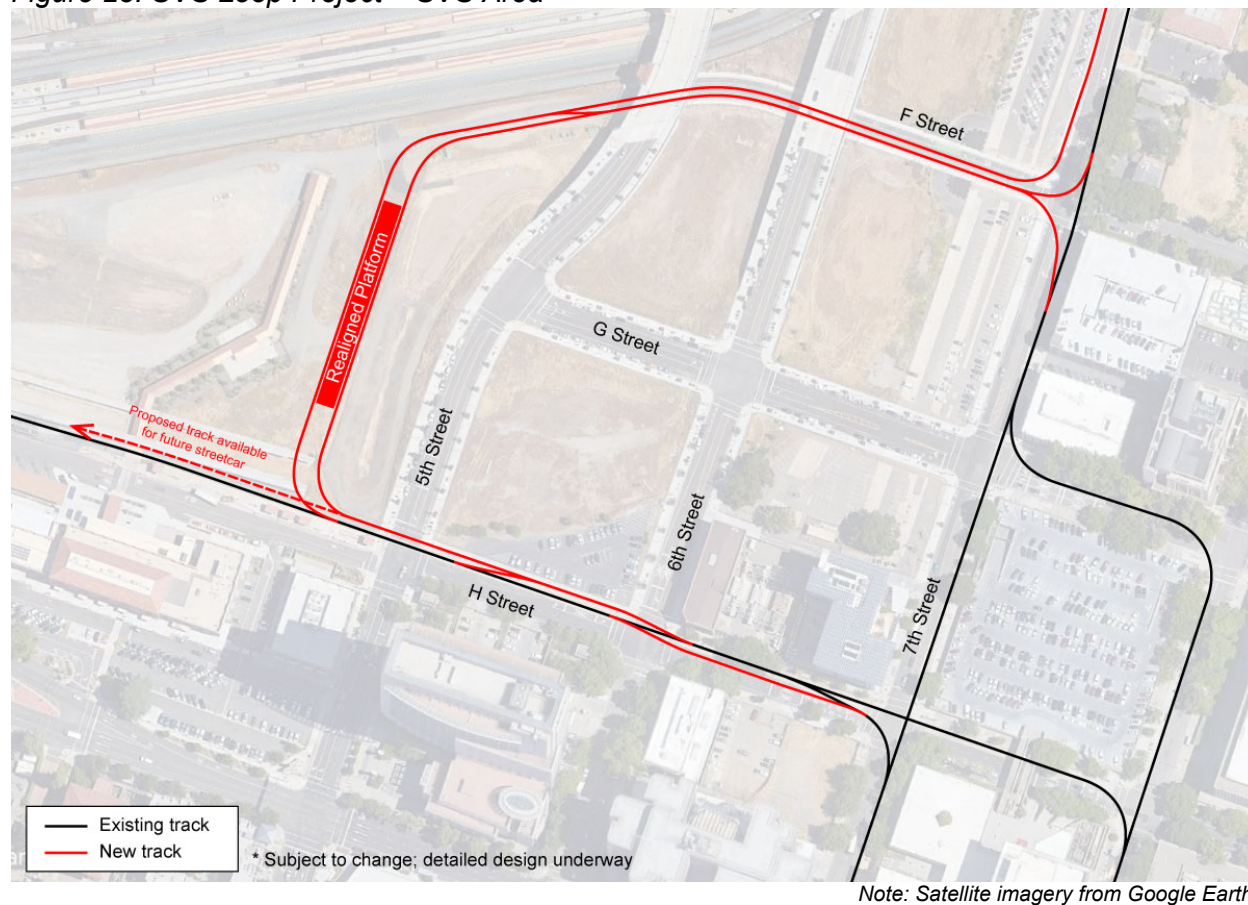 F Street
Realigned Platform
G Street
Proposed track available
for future streetcar
5th Street
6th Street
H Street
7th Street
Existing track
New track
* Subject to change; detailed design underway
Note: Satellite imagery from Google Earth